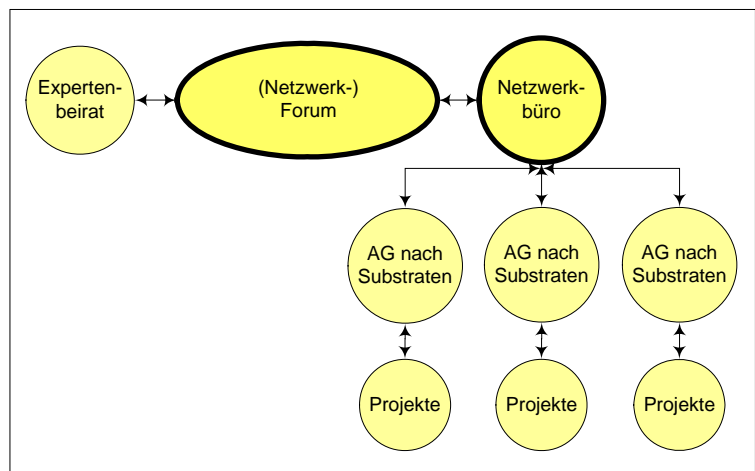 Experten-
beirat
(Netzwerk-)
Forum
Netzwerk-
büro
AG nach
Substraten
AG nach
Substraten
AG nach
Substraten
Projekte
Projekte
Projekte